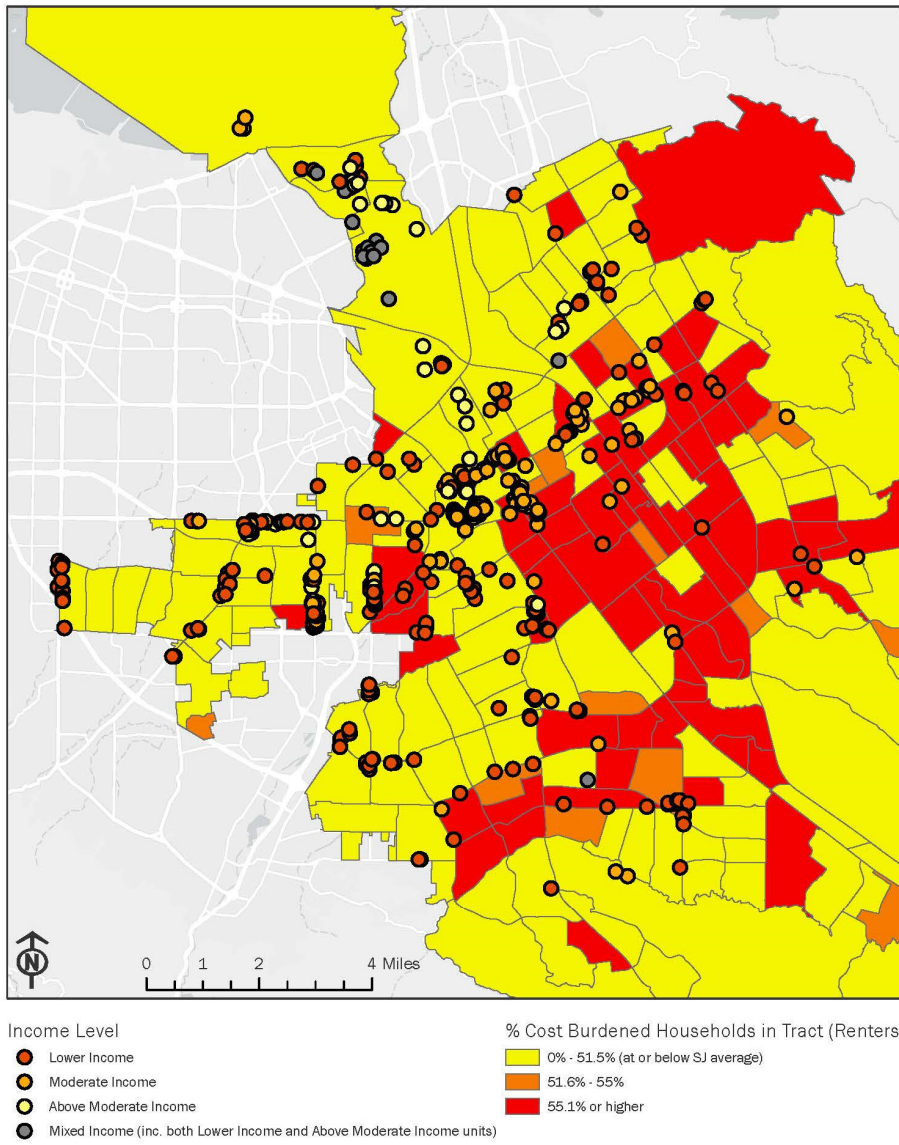 N
0 1 2 4 Miles
Income Level
Lower Income
Moderate Income
Above Moderate Income
Mixed Income (inc. both Lower Income and Above Moderate Income units)
% Cost Burdened Households in Tract (Renters
0% - 51.5% (at or below SJ average)
51.6% - 55%
55.1% or higher